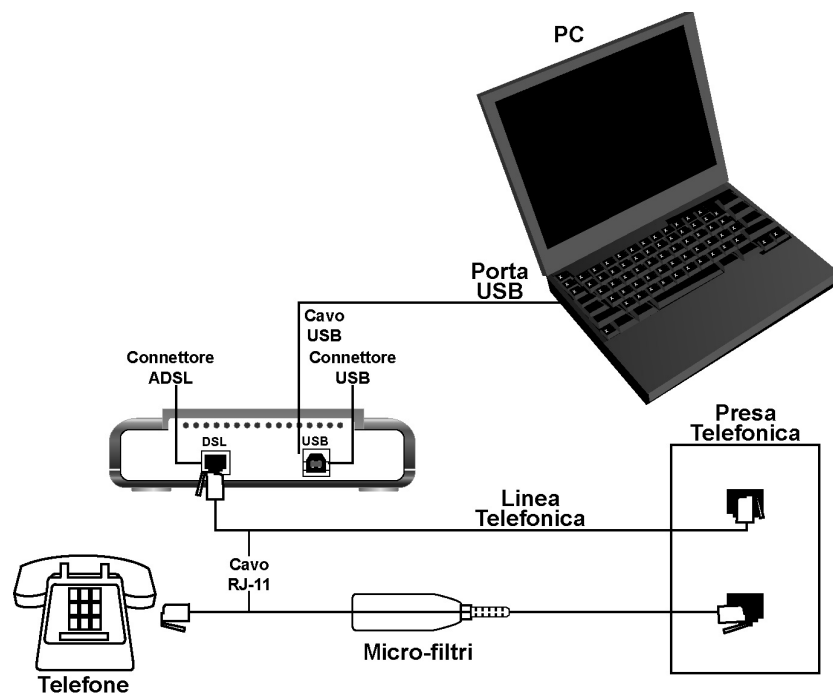 PC
Porta
USB
Cavo
USB
Connettore
ADSL
Connettore
USB
DSL
USB
Presa
Telefonica
Linea
Telefonica
Cavo
RJ-11
Micro-filtri
Telefone